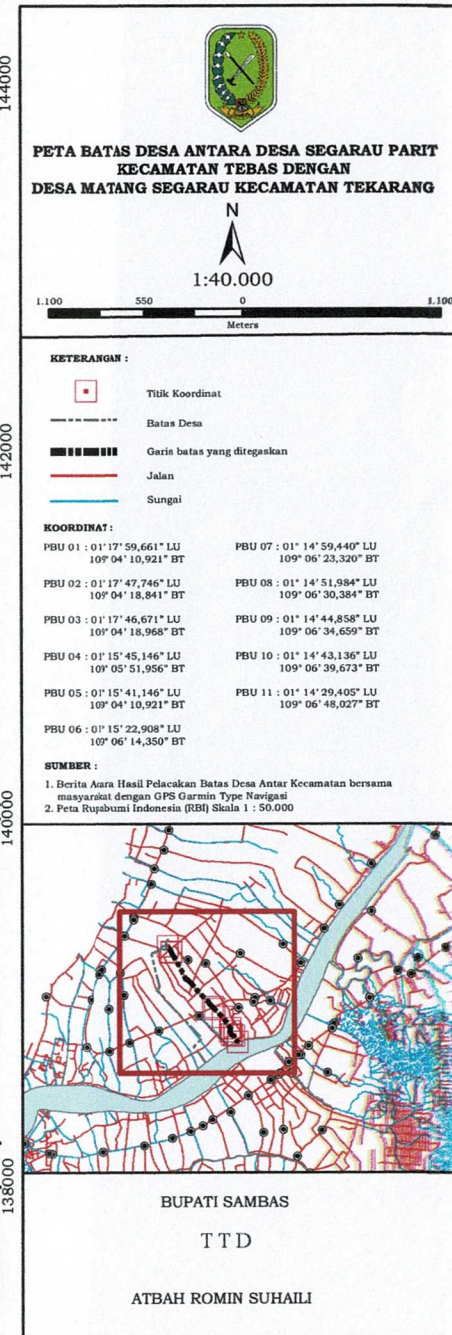 PETA BATAS DESA ANTARA DESA SEGARAU PARIT
KECAMATAN TEBAS DENGAN
DESA MATANG SEGARAU KECAMATAN TEKARANG
N
1:40.000
1.100 550 0 1.100
Meters
KETERANGAN :
Titik Koordinat
Batas Desa
Garis batas yang ditegaskan
Jalan
Sungai
KOORDINAT :
PBU 01 : 01° 17' 59,661" LU
109° 04' 10,921" BT
PBU 02 : 01° 17' 47,746" LU
109° 04' 18,841" BT
PBU 03 : 01° 17' 46,671" LU
109° 04' 18,968" BT
PBU 04 : 01° 15' 45,146" LU
109° 05' 51,956" BT
PBU 05 : 01° 15' 41,146" LU
109° 04' 10,921" BT
PBU 06 : 01° 15' 22,908" LU
109° 06' 14,350" BT
PBU 07 : 01° 14' 59,440" LU
109° 06' 23,320" BT
PBU 08 : 01° 14' 51,984" LU
109° 06' 30,384" BT
PBU 09 : 01° 14' 44,858" LU
109° 06' 34,659" BT
PBU 10 : 01° 14' 43,136" LU
109° 06' 39,673" BT
PBU 11 : 01° 14' 29,405" LU
109° 06' 48,027" BT
SUMBER :
1. Berita Acara Hasil Pelacakan Batas Desa Antar Kecamatan bersama
masyarakat dengan GPS Garmin Type Navigasi
2. Peta Rupabumi Indonesia (RBI) Skala 1 : 50.000
BUPATI SAMBAS
TTD
ATBAH ROMIN SUHAILI
144000
142000
140000
138000